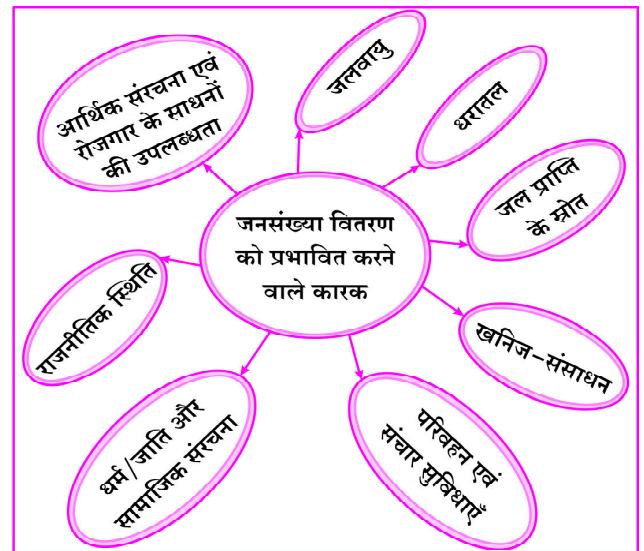 जनसंख्या वितरण
को प्रभावित करने
वाले कारक
जलवायु
धरातल
जल प्राप्ति
के स्रोत
खनिज-संसाधन
परिवहन एवं
संचार सुविधाएँ
धर्म/जाति और
सामाजिक संरचना
राजनीतिक स्थिति
आर्थिक संरचना एवं
रोजगार के साधनों
की उपलब्धता